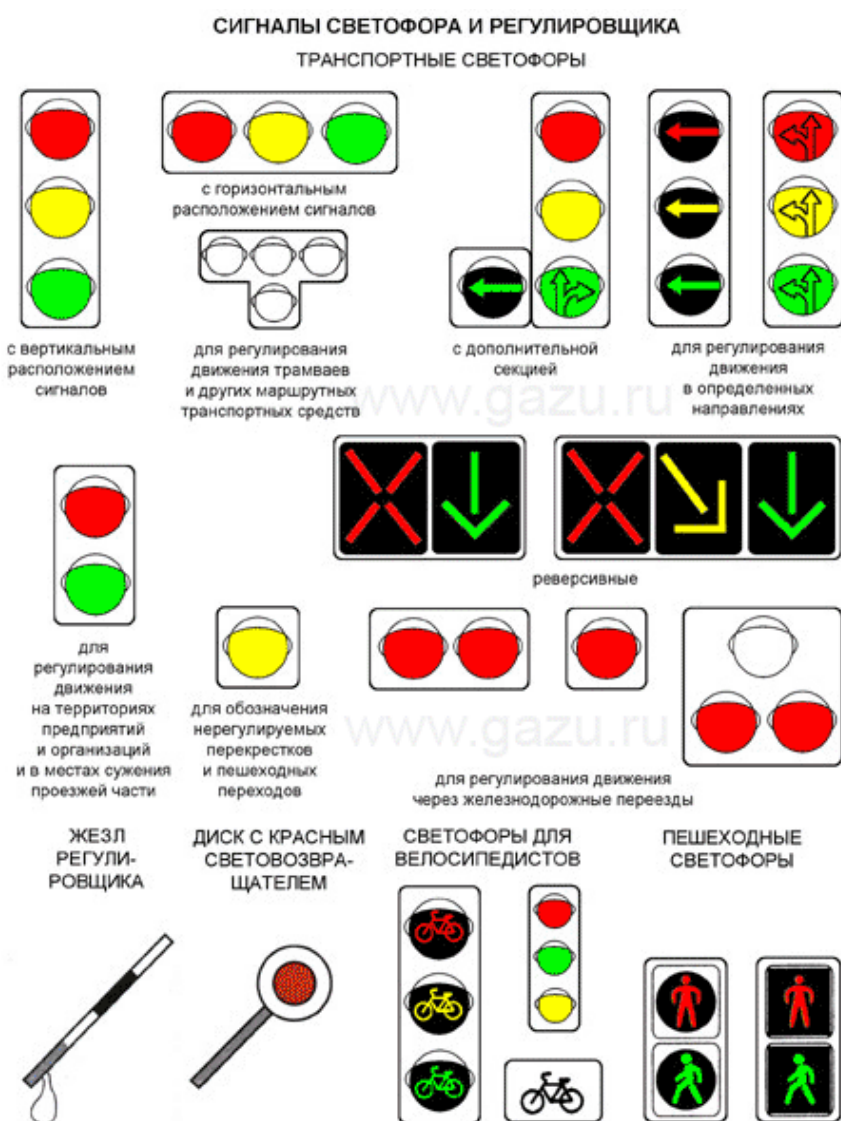 СИГНАЛЫ СВЕТОФОРА И РЕГУЛИРОВЩИКА
ТРАНСПОРТНЫЕ СВЕТОФОРЫ
с горизонтальным
расположением сигналов
с вертикальным
расположением
сигналов
для регулирования
движения трамваев
и других маршрутных
транспортных средств
с дополнительной
секцией
для регулирования
движения
в определенных
направлениях
www.gazu.ru
реверсивные
для
регулирования
движения
на территориях
предприятий
и организаций
и в местах сужения
проезжей части
для обозначения
нерегулируемых
перекрестков
и пешеходных
переходов
www.gazu.ru
для регулирования движения
через железнодорожные переезды
ЖЕЗЛ
РЕГУЛИ-
РОВЩИКА
ДИСК С КРАСНЫМ
СВЕТОВОЗВРА-
ЩАТЕЛЕМ
СВЕТОФОРЫ ДЛЯ
ВЕЛОСИПЕДИСТОВ
ПЕШЕХОДНЫЕ
СВЕТОФОРЫ